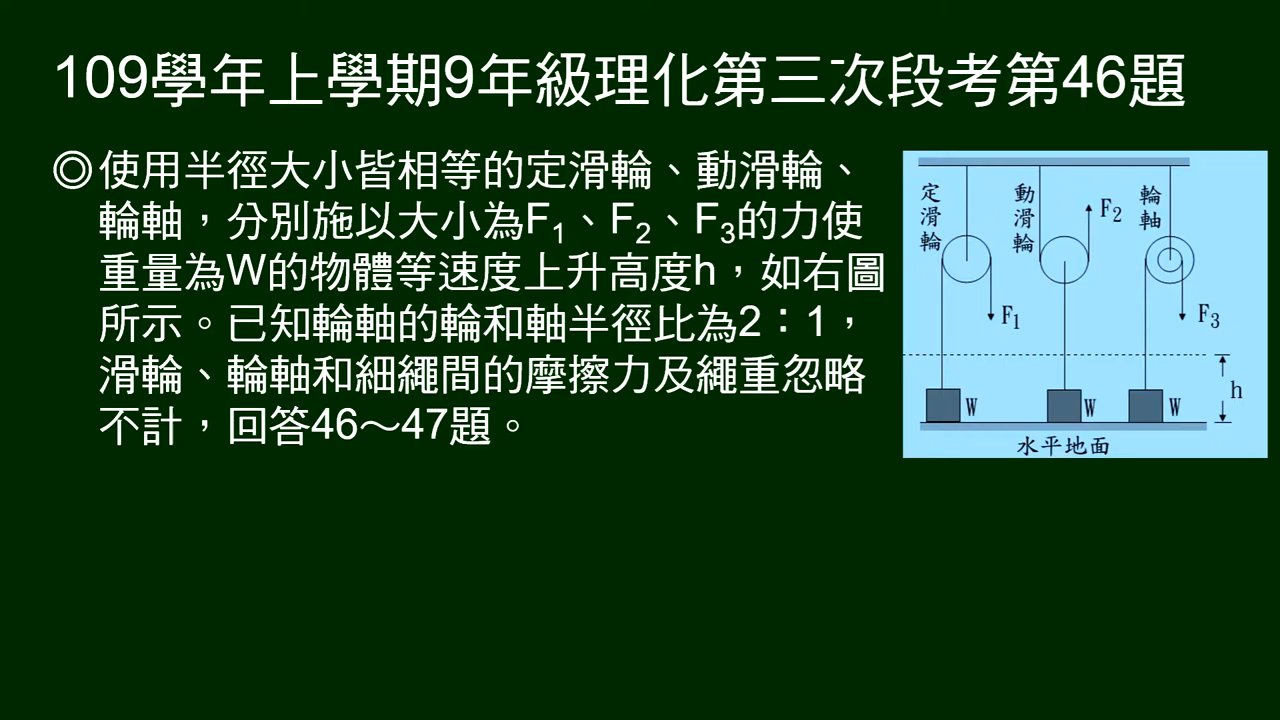 109學年上學期9年級理化第三次段考第46題
◎使用半徑大小皆相等的定滑輪、動滑輪、
輪軸，分別施以大小為F₁、F₂、F₃的力使
重量為W的物體等速度上升高度h，如右圖
所示。已知輪軸的輪和軸半徑比為2：1，
滑輪、輪軸和細繩間的摩擦力及繩重忽略
不計，回答46～47題。
定滑輪
動滑輪
F₂
輪軸
F₁
F₃
h
W
W
W
水平地面